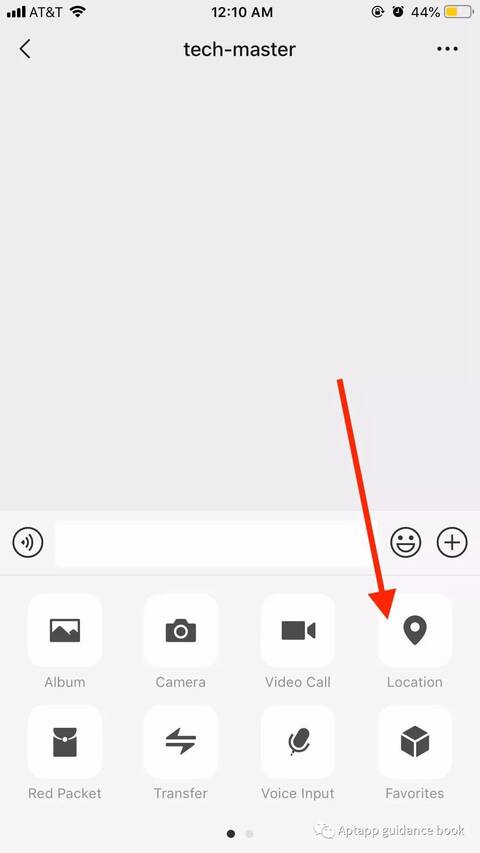 AT&T 12:10 AM 44%
tech-master
Album Camera Video Call Location
Red Packet Transfer Voice Input Favorites
Aptapp guidance book